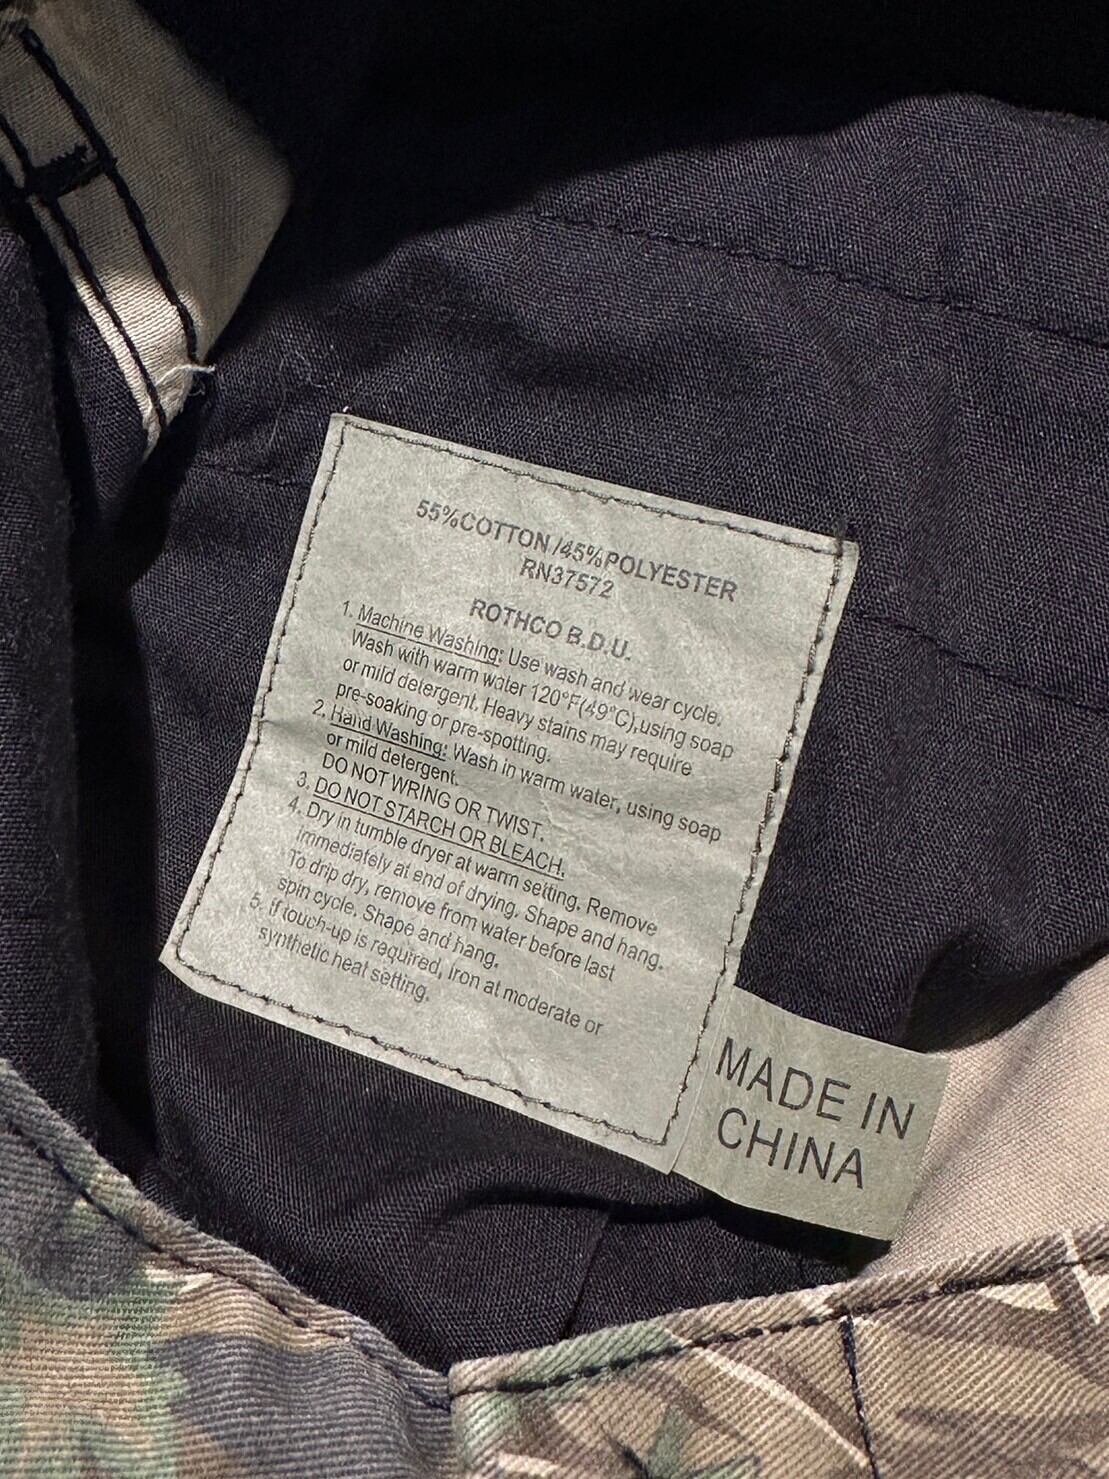 55%COTTON/45%POLYESTER
RN37572
ROTHCO B.D.U.
1. Machine Washing: Use wash and wear cycle.
Wash with warm water 120°F(49°C),using soap
or mild detergent. Heavy stains may require
pre-soaking or pre-spotting.
2. Hand Washing: Wash in warm water, using soap
or mild detergent.
DO NOT WRING OR TWIST.
3. DO NOT STARCH OR BLEACH.
4. Dry in tumble dryer at warm setting. Remove
immediately at end of drying. Shape and hang.
To drip dry, remove from water before last
spin cycle. Shape and hang.
5. if touch-up is required, Iron at moderate or
synthetic heat setting.
MADE IN
CHINA